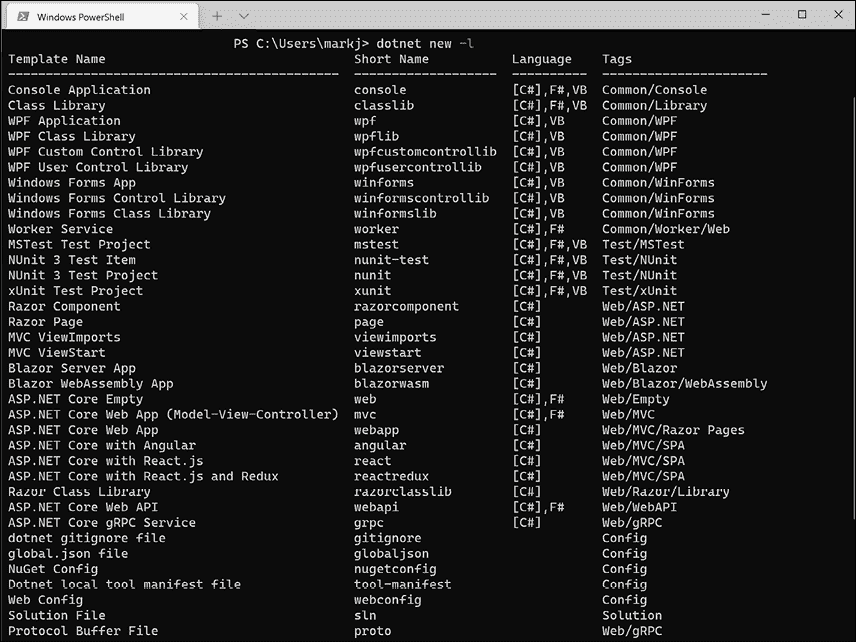 Windows PowerShell
PS C:\Users\markj> dotnet new -l
Template Name Short Name Language Tags
-------------------------------------------- ------------------- ---------- ----------------------
Console Application console [C#],F#,VB Common/Console
Class Library classlib [C#],F#,VB Common/Library
WPF Application wpf [C#],VB Common/WPF
WPF Class Library wpflib [C#],VB Common/WPF
WPF Custom Control Library wpfcustomcontrollib [C#],VB Common/WPF
WPF User Control Library wpfusercontrollib [C#],VB Common/WPF
Windows Forms App winforms [C#],VB Common/WinForms
Windows Forms Control Library winformscontrollib [C#],VB Common/WinForms
Windows Forms Class Library winformslib [C#],VB Common/WinForms
Worker Service worker [C#],F# Common/Worker/Web
MSTest Test Project mstest [C#],F#,VB Test/MSTest
NUnit 3 Test Item nunit-test [C#],F#,VB Test/NUnit
NUnit 3 Test Project nunit [C#],F#,VB Test/NUnit
xUnit Test Project xunit [C#],F#,VB Test/xUnit
Razor Component razorcomponent [C#] Web/ASP.NET
Razor Page page [C#] Web/ASP.NET
MVC ViewImports viewimports [C#] Web/ASP.NET
MVC ViewStart viewstart [C#] Web/ASP.NET
Blazor Server App blazorserver [C#] Web/Blazor
Blazor WebAssembly App blazorwasm [C#] Web/Blazor/WebAssembly
ASP.NET Core Empty web [C#],F# Web/Empty
ASP.NET Core Web App (Model-View-Controller) mvc [C#],F# Web/MVC
ASP.NET Core Web App webapp [C#] Web/MVC/Razor Pages
ASP.NET Core with Angular angular [C#] Web/MVC/SPA
ASP.NET Core with React.js react [C#] Web/MVC/SPA
ASP.NET Core with React.js and Redux reactredux [C#] Web/MVC/SPA
Razor Class Library razorclasslib [C#] Web/Razor/Library
ASP.NET Core Web API webapi [C#],F# Web/WebAPI
ASP.NET Core gRPC Service grpc [C#] Web/gRPC
dotnet gitignore file gitignore Config
global.json file globaljson Config
NuGet Config nugetconfig Config
Dotnet local tool manifest file tool-manifest Config
Web Config webconfig Config
Solution File sln Solution
Protocol Buffer File proto Web/gRPC